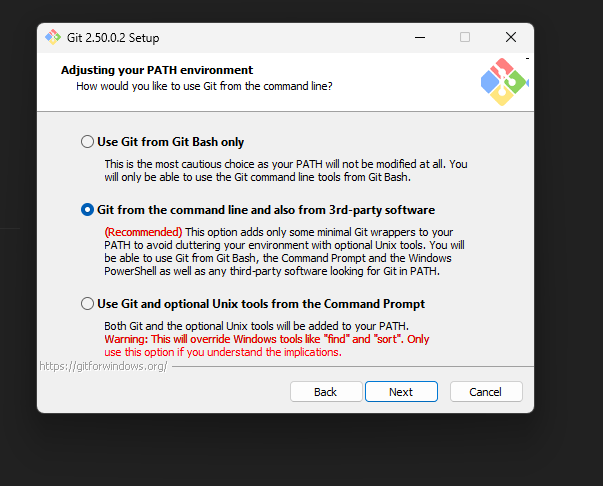 Git 2.50.0.2 Setup
Adjusting your PATH environment
How would you like to use Git from the command line?
Use Git from Git Bash only
This is the most cautious choice as your PATH will not be modified at all. You
will only be able to use the Git command line tools from Git Bash.
Git from the command line and also from 3rd-party software
(Recommended) This option adds only some minimal Git wrappers to your
PATH to avoid cluttering your environment with optional Unix tools. You will
be able to use Git from Git Bash, the Command Prompt and the Windows
PowerShell as well as any third-party software looking for Git in PATH.
Use Git and optional Unix tools from the Command Prompt
Both Git and the optional Unix tools will be added to your PATH.
Warning: This will override Windows tools like "find" and "sort". Only
use this option if you understand the implications.
https://gitforwindows.org/
Back Next Cancel